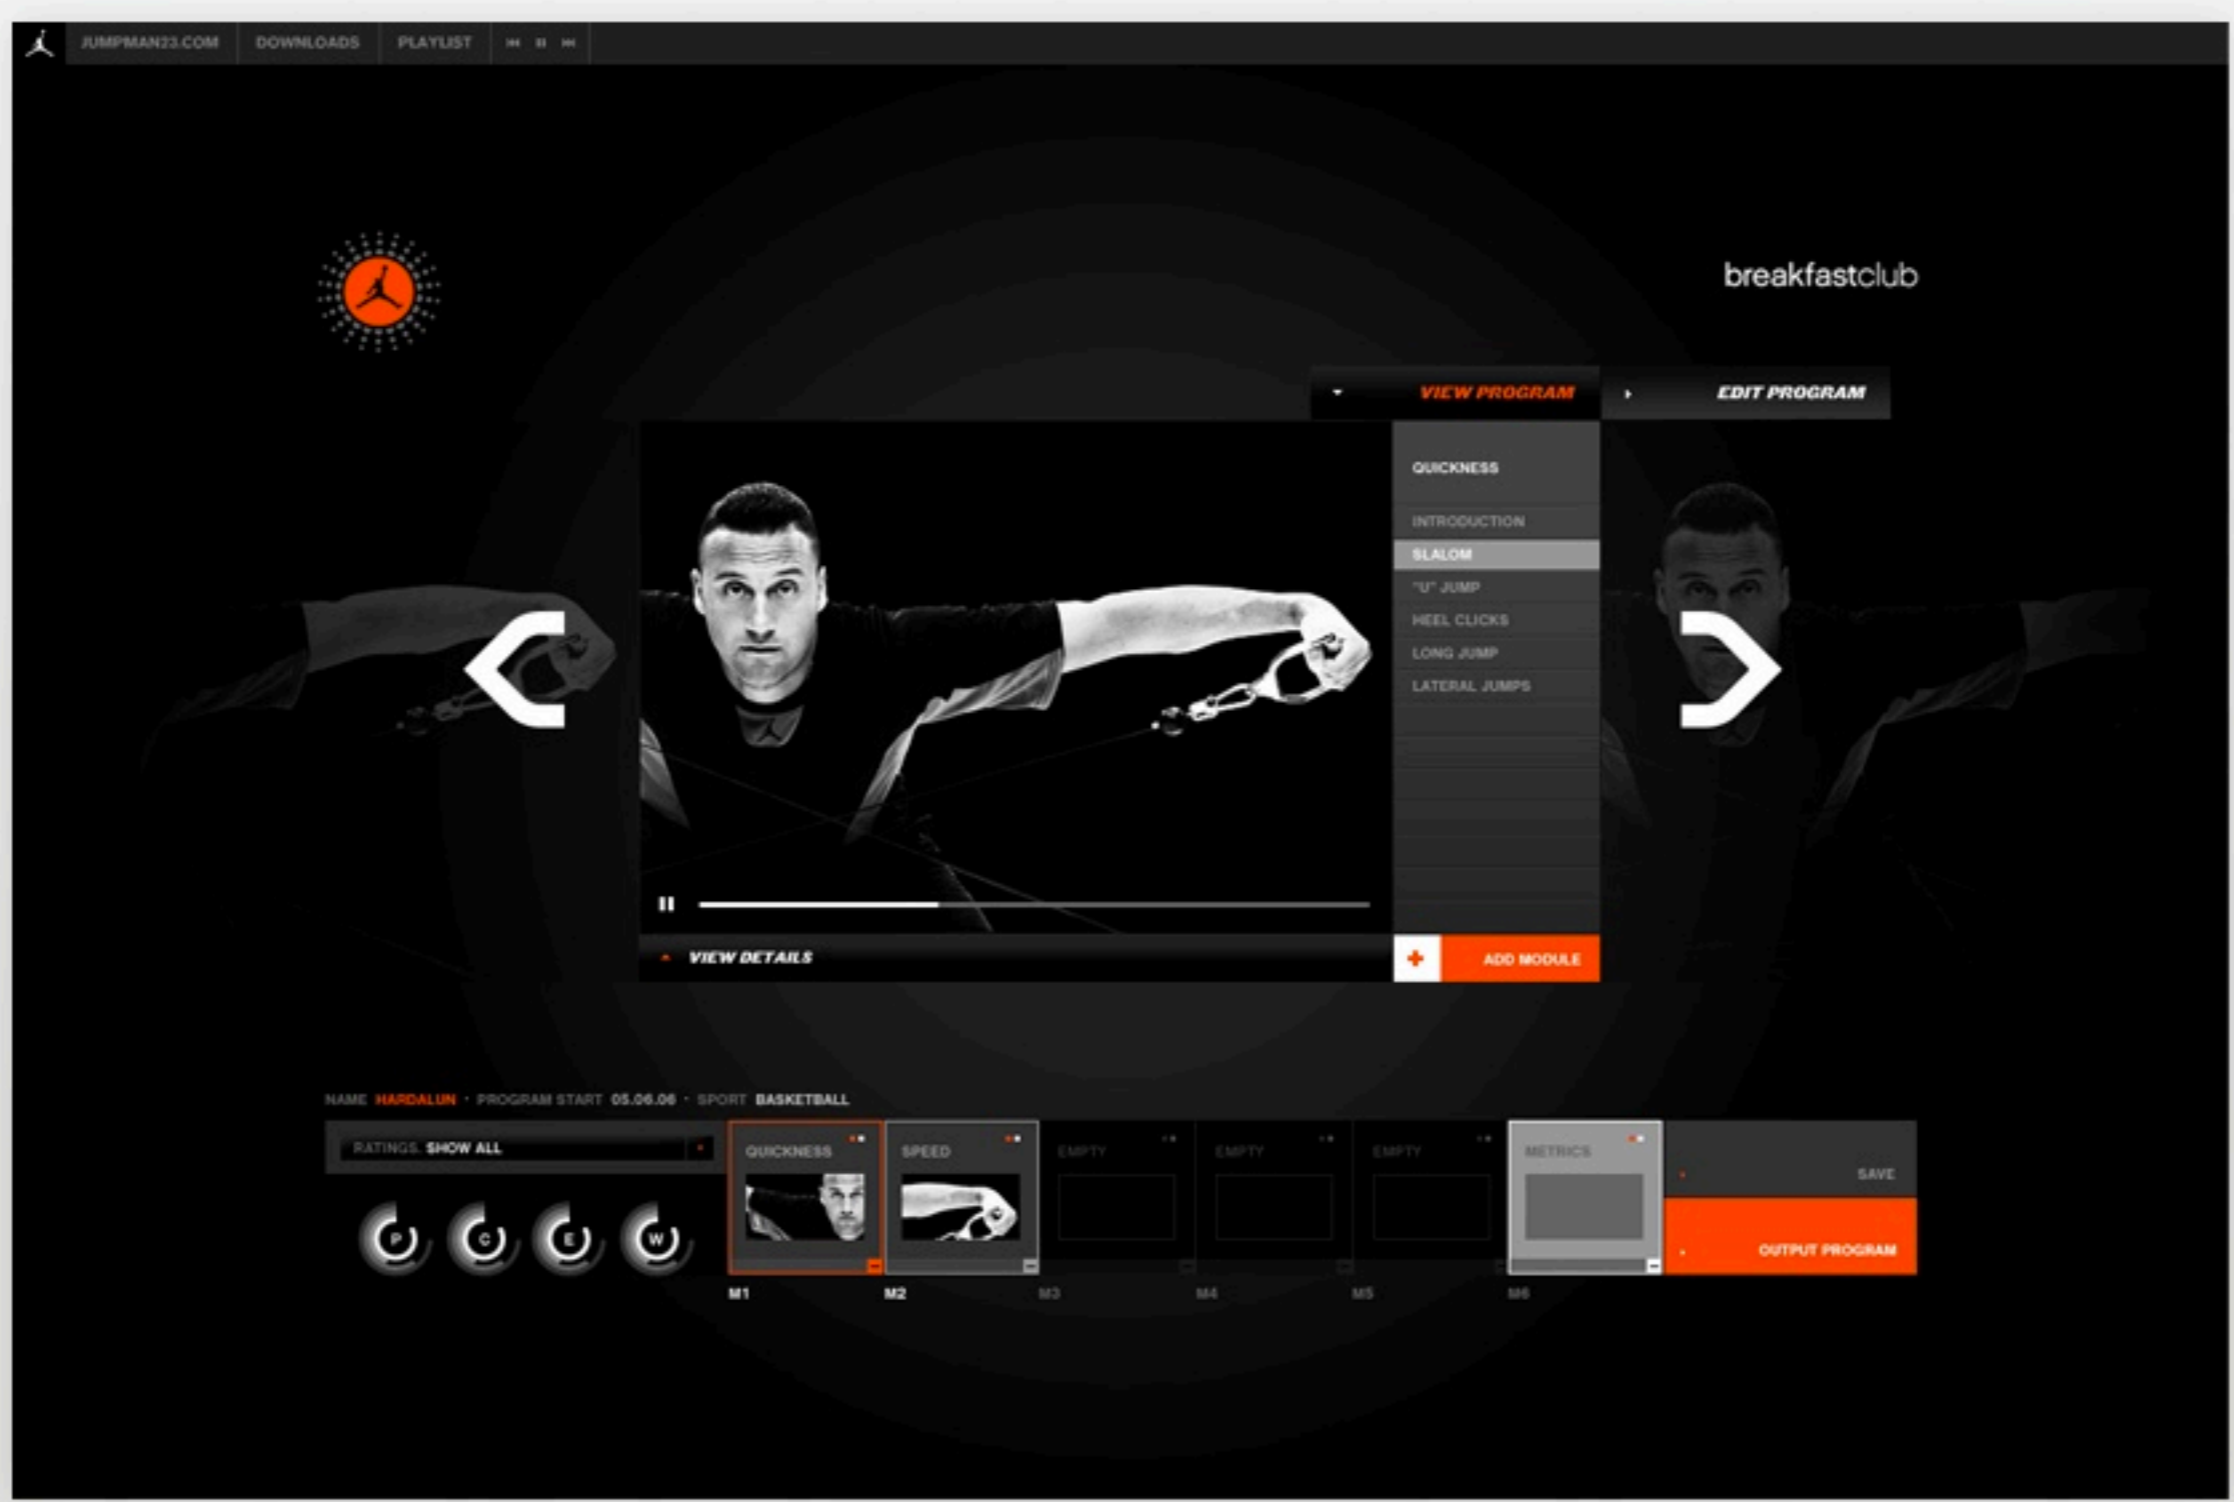 JUMPMAN23.COM DOWNLOADS PLAYLIST
breakfastclub
VIEW PROGRAM EDIT PROGRAM
QUICKNESS
INTRODUCTION
SLALOM
"U" JUMP
HEEL CLICKS
LONG JUMP
LATERAL JUMPS
VIEW DETAILS
ADD MODULE
NAME HARDALUN · PROGRAM START 05.06.06 · SPORT BASKETBALL
RATINGS. SHOW ALL
P C E W
QUICKNESS SPEED EMPTY EMPTY EMPTY METRICS
SAVE
OUTPUT PROGRAM
M1 M2 M3 M4 M5 M6